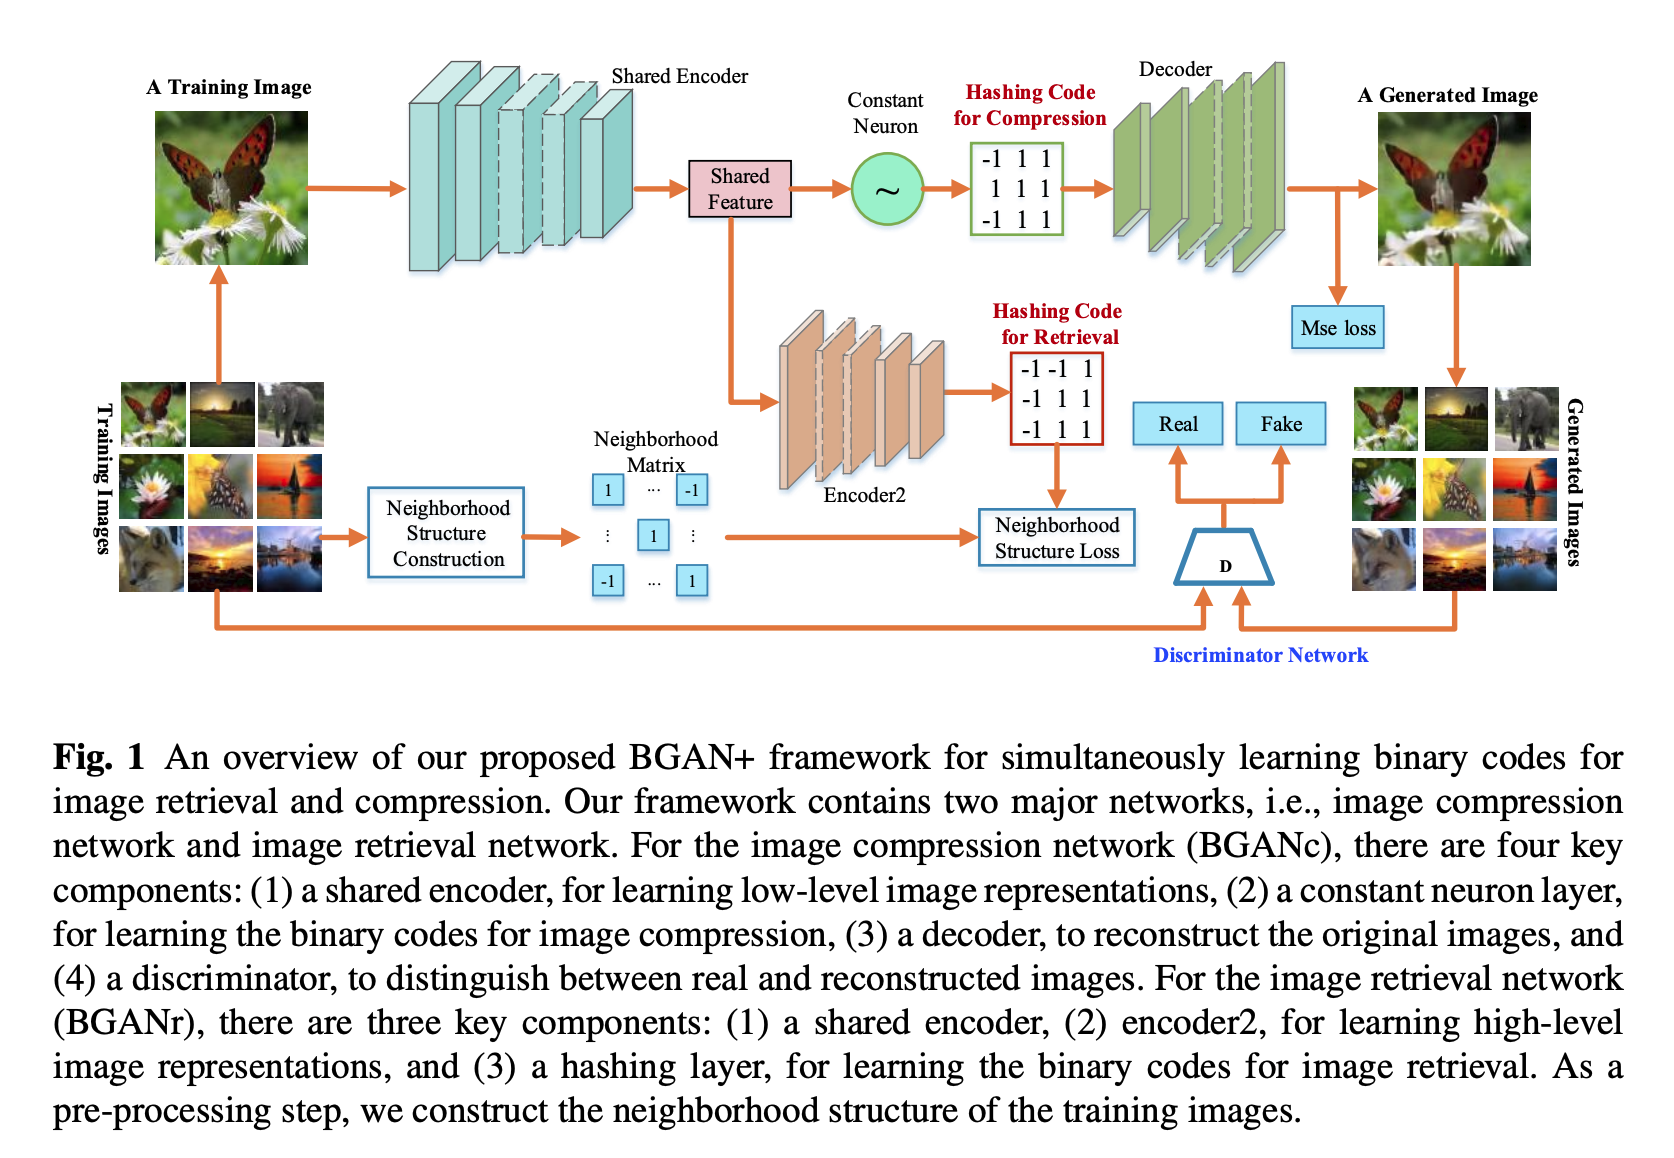 A Training Image
Shared Encoder
Shared
Feature
Constant
Neuron
~
Hashing Code
for Compression
-1 1 1
1 1 1
-1 1 1
Decoder
A Generated Image
Mse loss
Hashing Code
for Retrieval
-1 -1 1
-1 1 1
-1 1 1
Encoder2
Training Images
Neighborhood
Structure
Construction
Neighborhood
Matrix
1 ... -1
⋮ 1 ⋮
-1 ... 1
Neighborhood
Structure Loss
Real
Fake
D
Discriminator Network
Generated Images
Fig. 1 An overview of our proposed BGAN+ framework for simultaneously learning binary codes for
image retrieval and compression. Our framework contains two major networks, i.e., image compression
network and image retrieval network. For the image compression network (BGANc), there are four key
components: (1) a shared encoder, for learning low-level image representations, (2) a constant neuron layer,
for learning the binary codes for image compression, (3) a decoder, to reconstruct the original images, and
(4) a discriminator, to distinguish between real and reconstructed images. For the image retrieval network
(BGANr), there are three key components: (1) a shared encoder, (2) encoder2, for learning high-level
image representations, and (3) a hashing layer, for learning the binary codes for image retrieval. As a
pre-processing step, we construct the neighborhood structure of the training images.